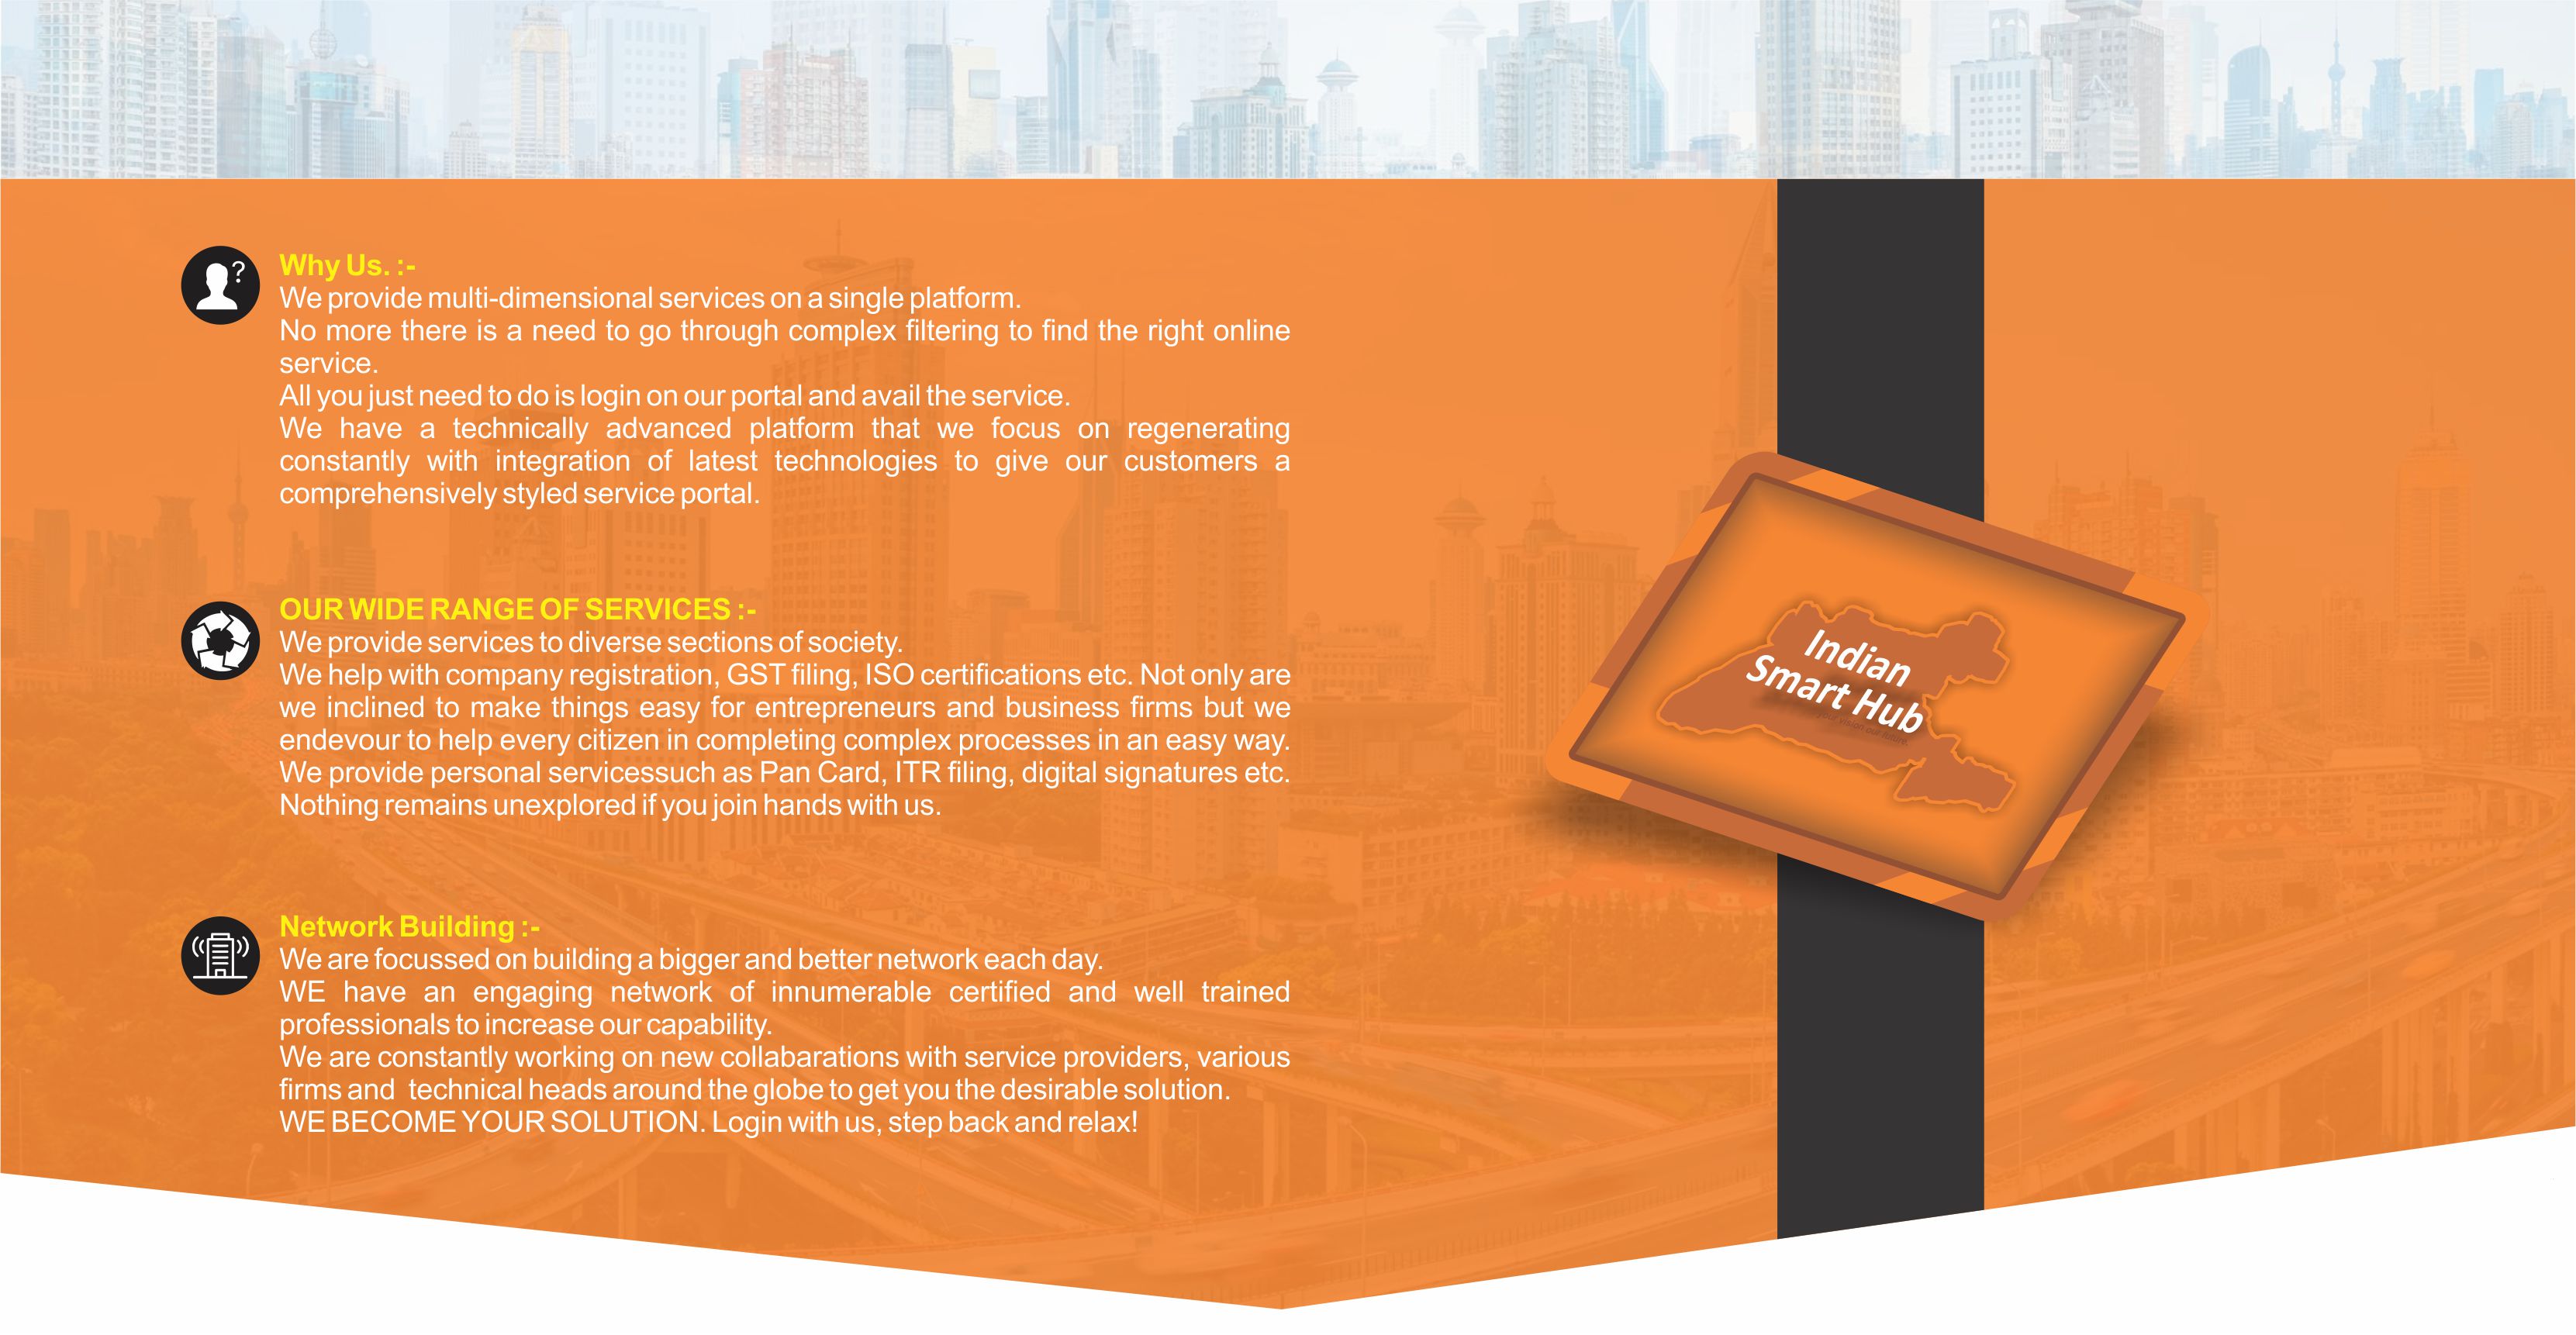 Why Us. :-
We provide multi-dimensional services on a single platform.
No more there is a need to go through complex filtering to find the right online
service.
All you just need to do is login on our portal and avail the service.
We have a technically advanced platform that we focus on regenerating
constantly with integration of latest technologies to give our customers a
comprehensively styled service portal.
OUR WIDE RANGE OF SERVICES :-
We provide services to diverse sections of society.
We help with company registration, GST filing, ISO certifications etc. Not only are
we inclined to make things easy for entrepreneurs and business firms but we
endevour to help every citizen in completing complex processes in an easy way.
We provide personal servicessuch as Pan Card, ITR filing, digital signatures etc.
Nothing remains unexplored if you join hands with us.
Network Building :-
We are focussed on building a bigger and better network each day.
WE have an engaging network of innumerable certified and well trained
professionals to increase our capability.
We are constantly working on new collabarations with service providers, various
firms and technical heads around the globe to get you the desirable solution.
WE BECOME YOUR SOLUTION. Login with us, step back and relax!
Indian
Smart Hub